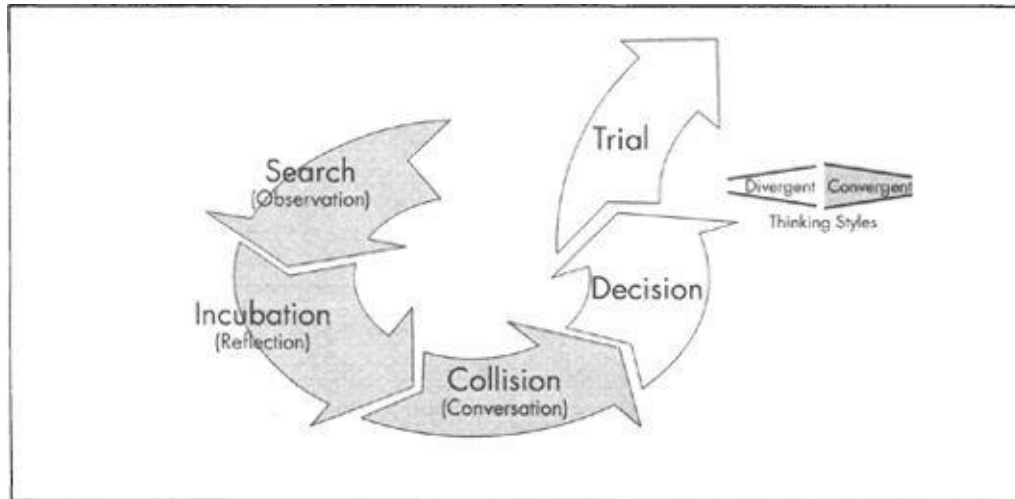 Search
(Observation)
Incubation
(Reflection)
Collision
(Conversation)
Decision
Trial
Divergent Convergent
Thinking Styles